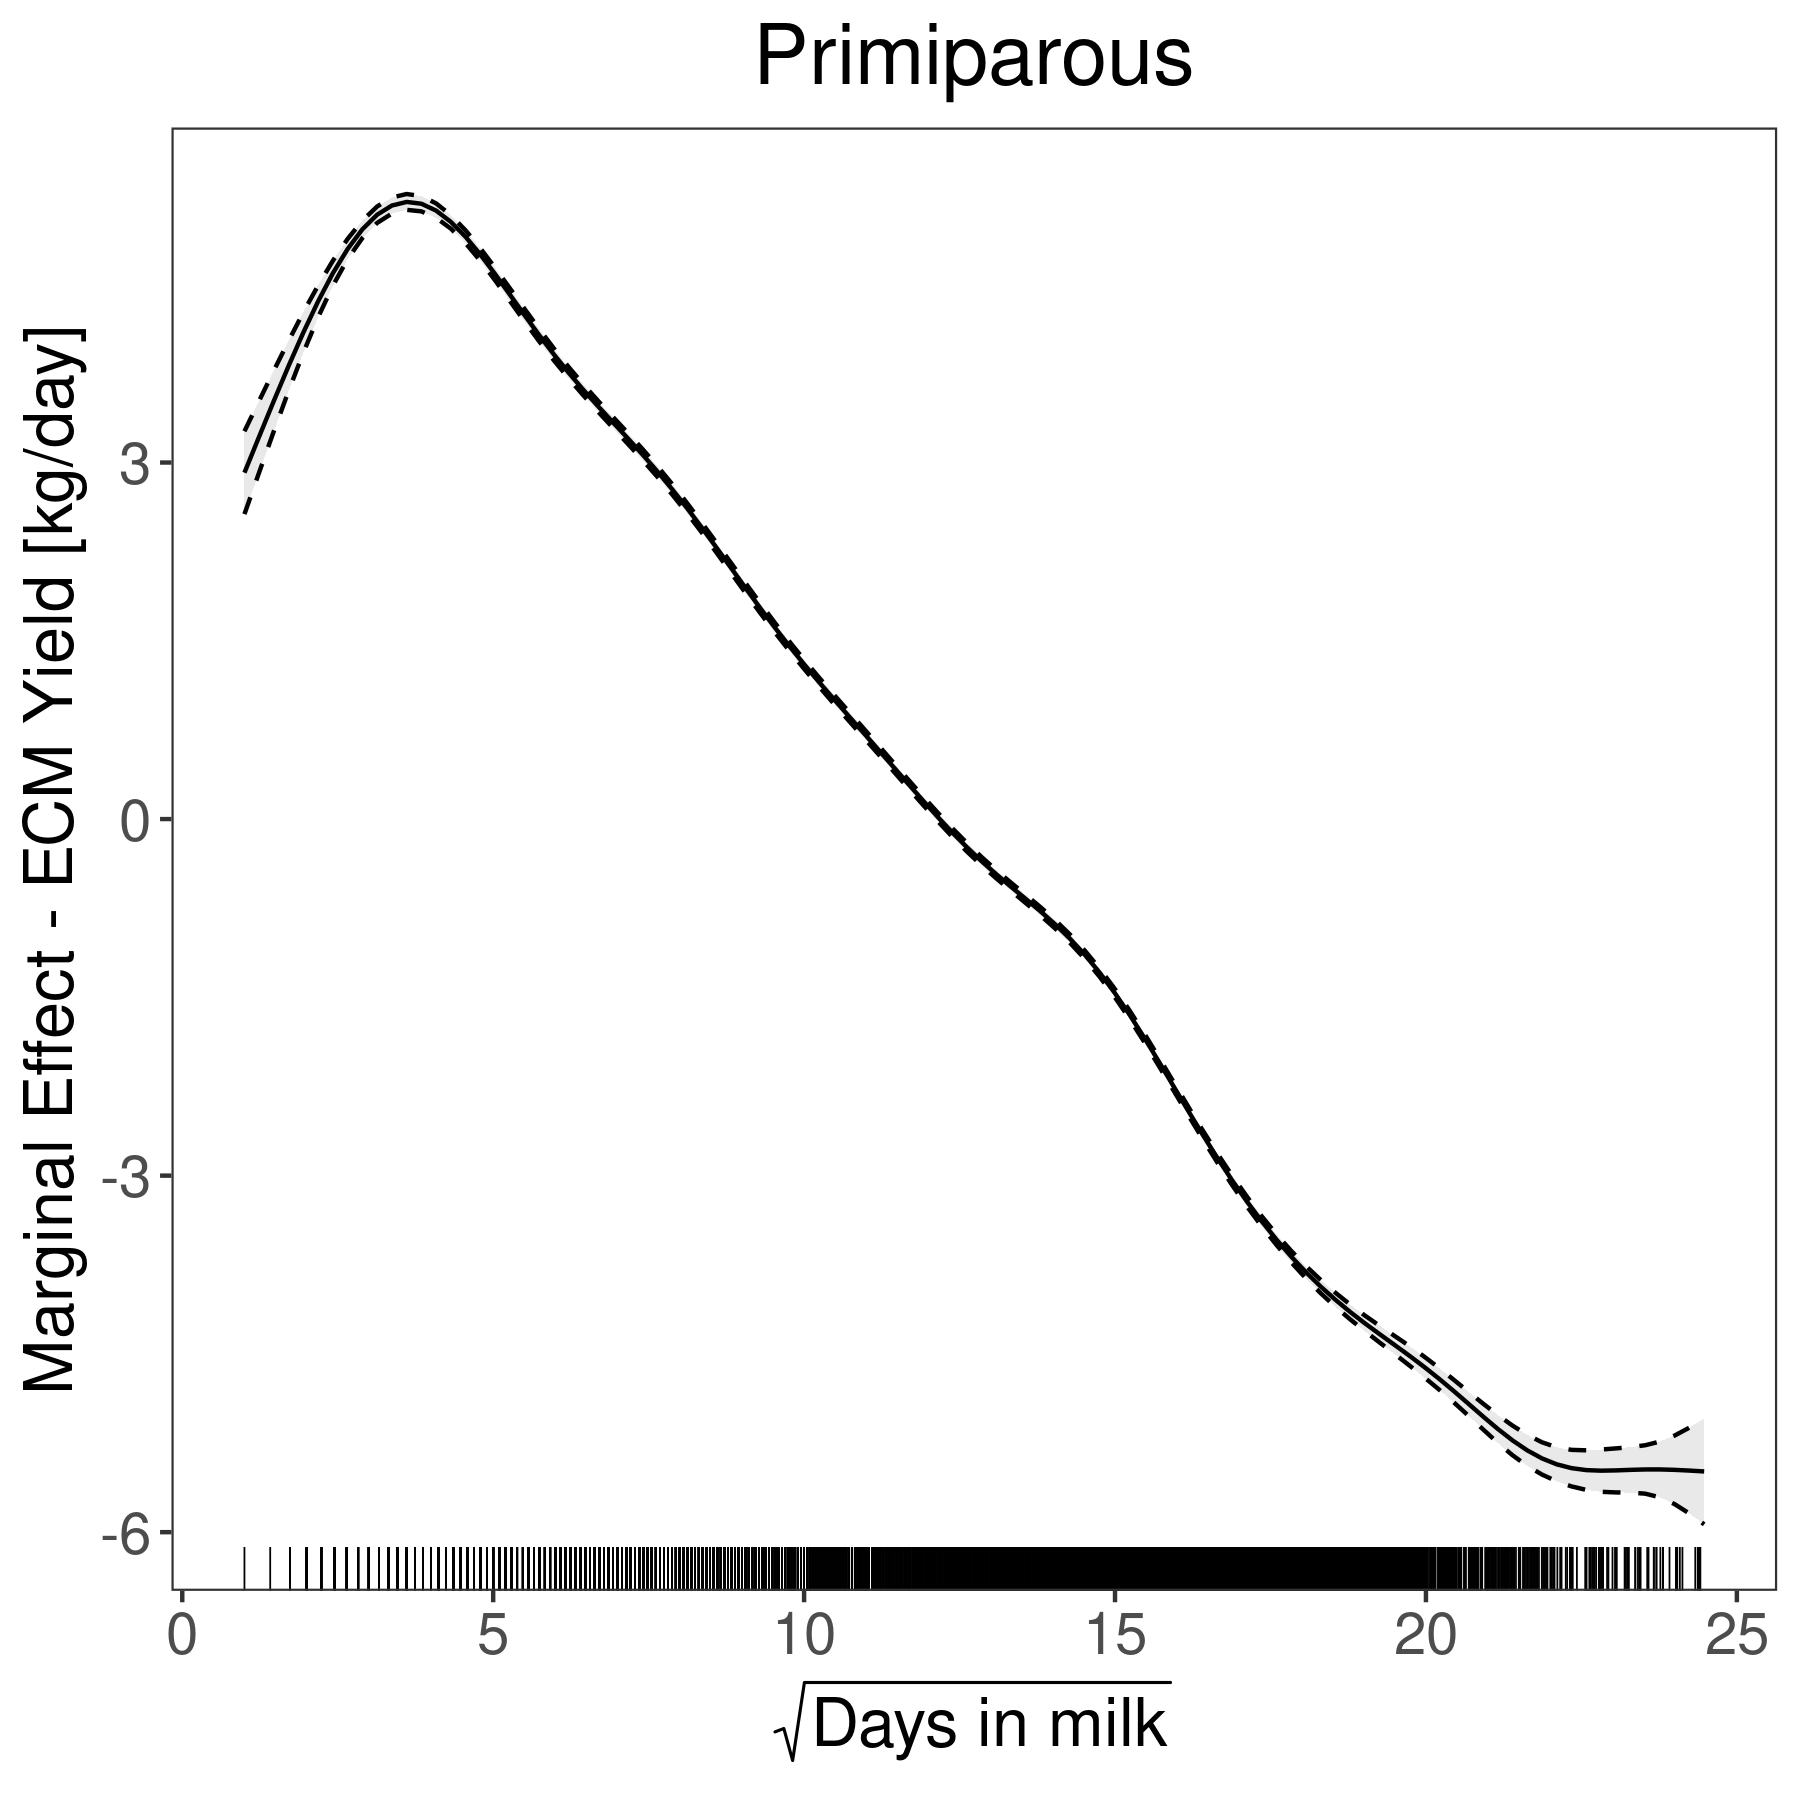 Primiparous
Marginal Effect - ECM Yield [kg/day]
3
0
-3
-6
0 5 10 15 20 25
√Days in milk